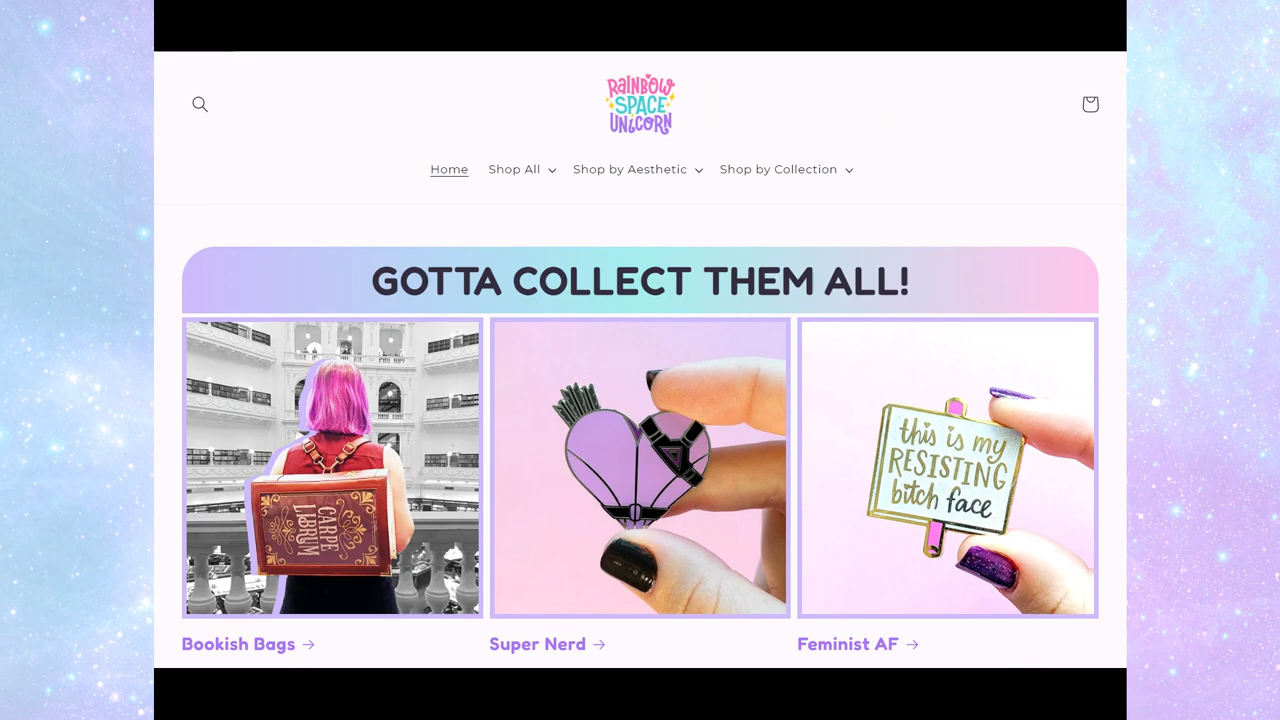 RAINBOW
SPACE
UNICORN
Home Shop All Shop by Aesthetic Shop by Collection
GOTTA COLLECT THEM ALL!
CARPE
LIBRUM
this is my
RESISTING
bitch face
Bookish Bags → Super Nerd → Feminist AF →